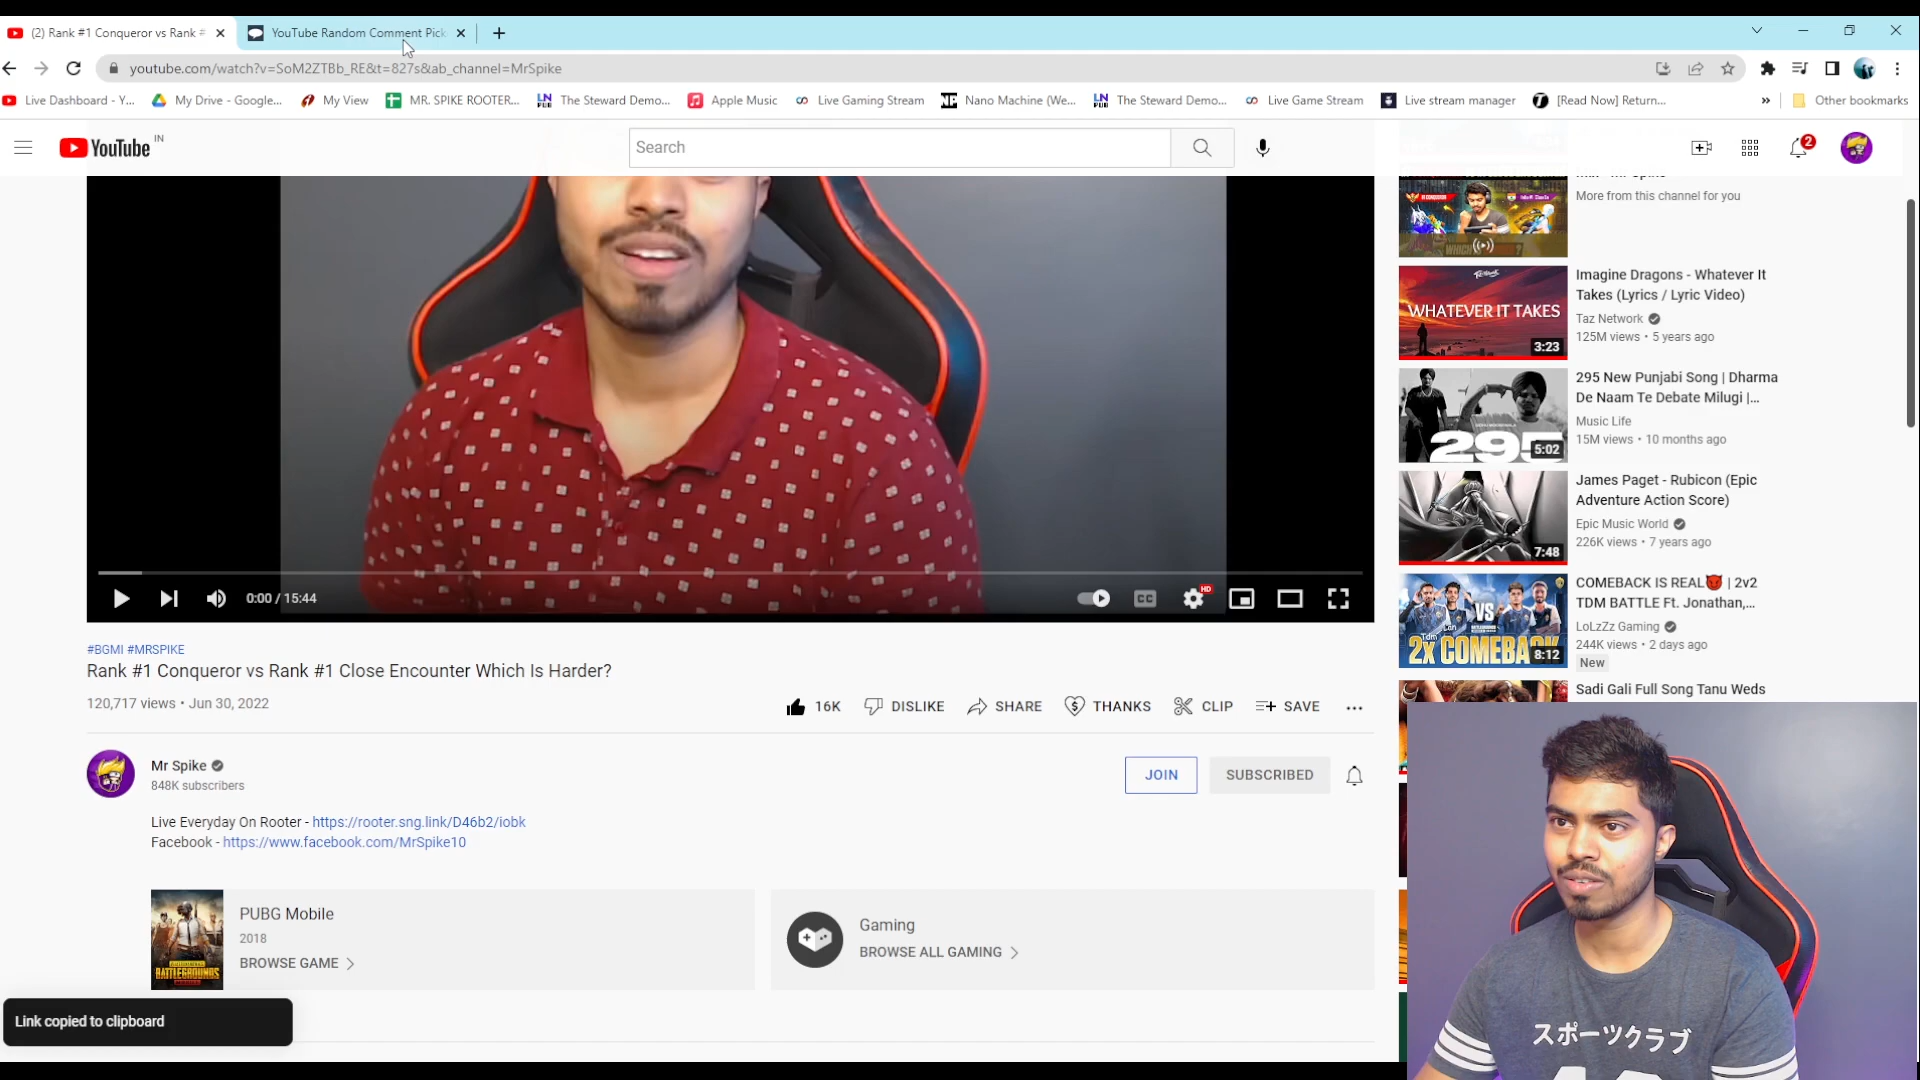 (2) Rank #1 Conqueror vs Rank #
YouTube Random Comment Pick
youtube.com/watch?v=SoM2ZTBb_RE&t=827s&ab_channel=MrSpike
Live Dashboard - Y...
My Drive - Google...
My View
MR. SPIKE ROOTER...
The Steward Demo...
Apple Music
Live Gaming Stream
Nano Machine (We...
The Steward Demo...
Live Game Stream
Live stream manager
[Read Now] Return...
»
Other bookmarks
YouTube IN
Search
2
More from this channel for you
WHATEVER IT TAKES
3:23
Imagine Dragons - Whatever It
Takes (Lyrics / Lyric Video)
Taz Network
125M views • 5 years ago
295
5:02
295 New Punjabi Song | Dharma
De Naam Te Debate Milugi |...
Music Life
15M views • 10 months ago
7:48
James Paget - Rubicon (Epic
Adventure Action Score)
Epic Music World
226K views • 7 years ago
VS
2X COMEBACK
8:12
COMEBACK IS REAL👿 | 2v2
TDM BATTLE Ft. Jonathan,...
LoLzZz Gaming
244K views • 2 days ago
New
Sadi Gali Full Song Tanu Weds
0:00 / 15:44
CC
HD
#BGMI #MRSPIKE
Rank #1 Conqueror vs Rank #1 Close Encounter Which Is Harder?
120,717 views • Jun 30, 2022
16K
DISLIKE
SHARE
THANKS
CLIP
SAVE
Mr Spike
848K subscribers
JOIN
SUBSCRIBED
Live Everyday On Rooter - https://rooter.sng.link/D46b2/iobk
Facebook - https://www.facebook.com/MrSpike10
BATTLEGROUNDS
PUBG Mobile
2018
BROWSE GAME
Gaming
BROWSE ALL GAMING
Link copied to clipboard
スポーツクラブ